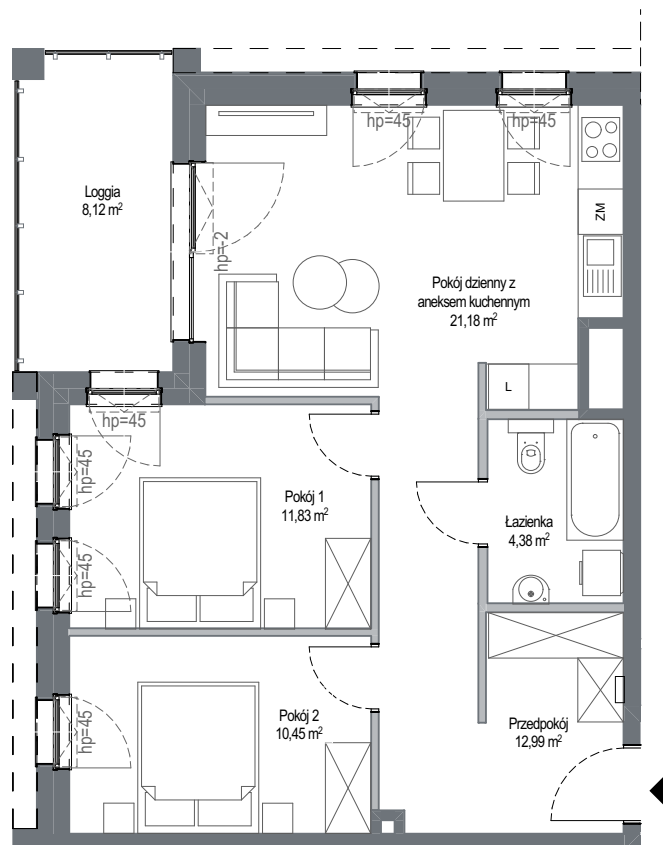 hp=45
hp=45
Loggia
8,12 m²
ZM
hp=-2
Pokój dzienny z
aneksem kuchennym
21,18 m²
L
hp=45
hp=45
Pokój 1
11,83 m²
Łazienka
4,38 m²
hp=45
Pokój 2
10,45 m²
hp=45
Przedpokój
12,99 m²